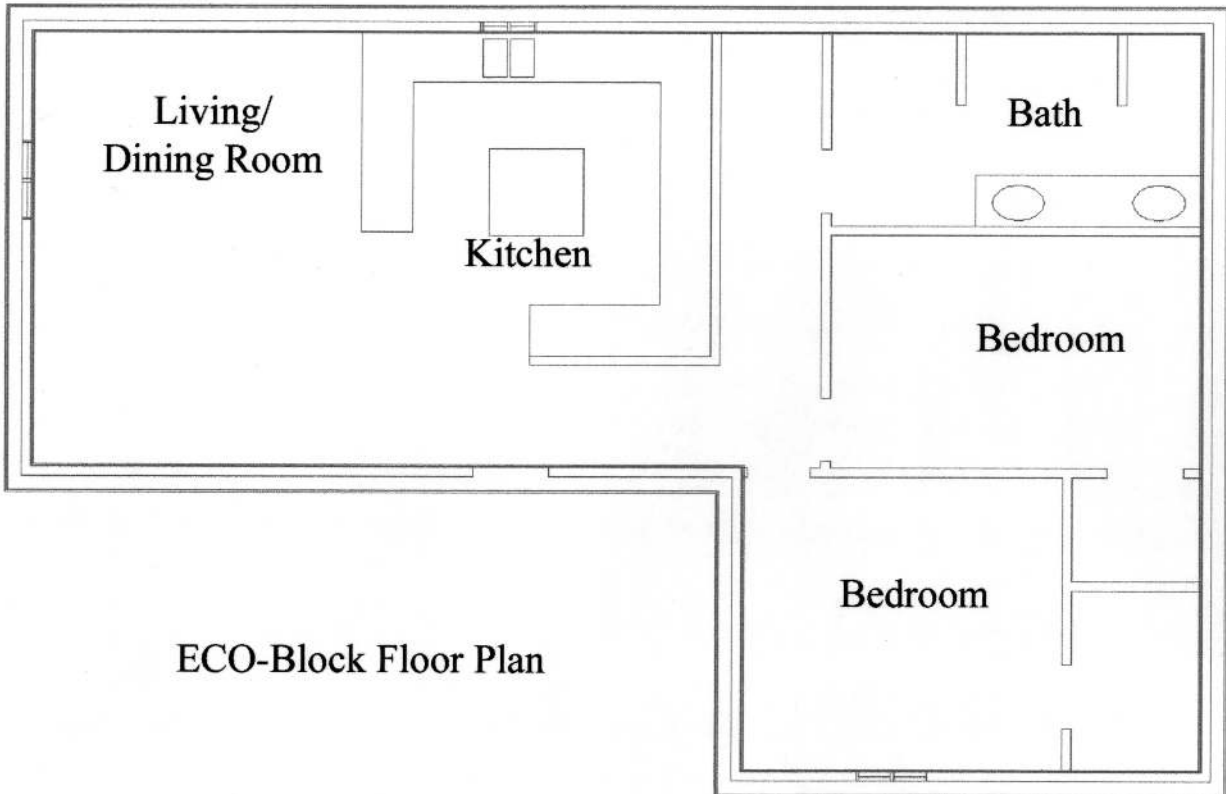 Living/
Dining Room
Bath
Kitchen
Bedroom
Bedroom
ECO-Block Floor Plan